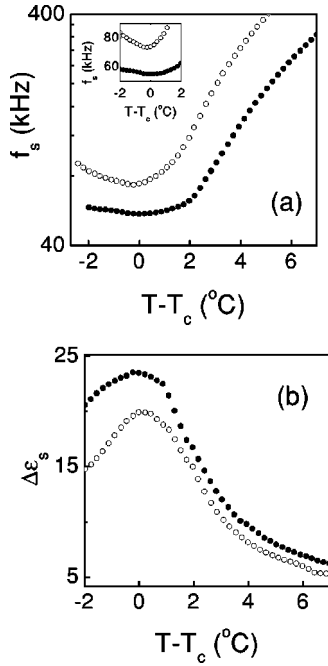 400
f_s (kHz)
40
80
60
f_s (kHz)
-2 0 2
T-T_c (°C)
(a)
-2 0 2 4 6
T-T_c (°C)
25
15
5
Δε_s
(b)
-2 0 2 4 6
T-T_c (°C)